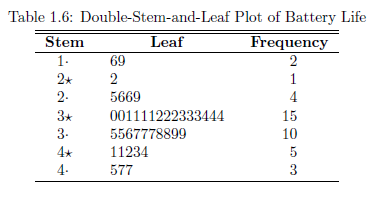 Table 1.6: Double-Stem-and-Leaf Plot of Battery Life
Stem Leaf Frequency
1· 69 2
2⋆ 2 1
2· 5669 4
3⋆ 001111222333444 15
3· 5567778899 10
4⋆ 11234 5
4· 577 3